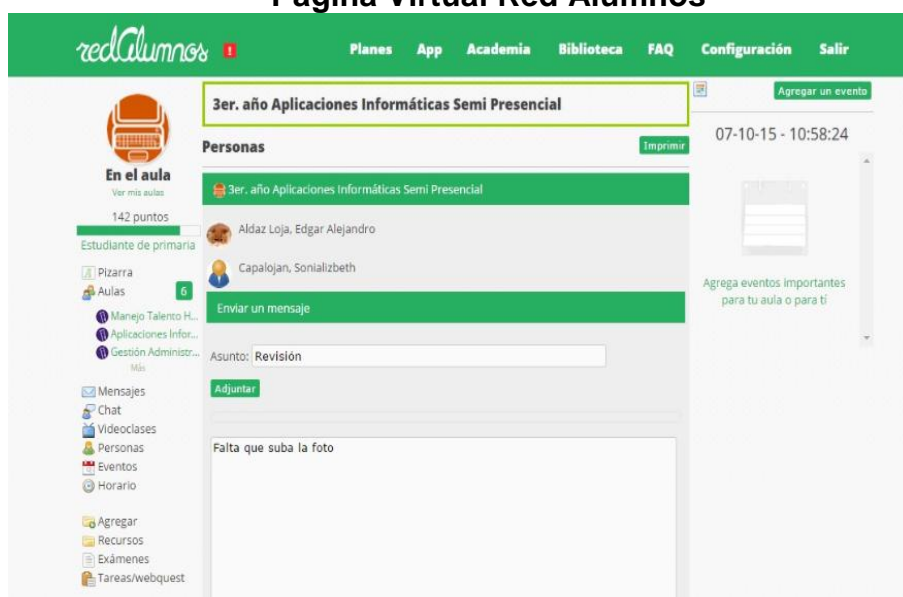 Página Virtual Red Alumnos
redAlumnos
Planes App Academia Biblioteca FAQ Configuración Salir
En el aula
Ver mis aulas
142 puntos
Estudiante de primaria
Pizarra
Aulas 6
Manejo Talento H...
Aplicaciones Infor...
Gestión Administr...
Más
Mensajes
Chat
Videoclases
Personas
Eventos
Horario
Agregar
Recursos
Exámenes
Tareas/webquest
3er. año Aplicaciones Informáticas Semi Presencial
Personas
Imprimir
3er. año Aplicaciones Informáticas Semi Presencial
Aldaz Loja, Edgar Alejandro
Capalojan, Sonializbeth
Enviar un mensaje
Asunto: Revisión
Adjuntar
Falta que suba la foto
Agregar un evento
07-10-15 - 10:58:24
Agrega eventos importantes
para tu aula o para tí